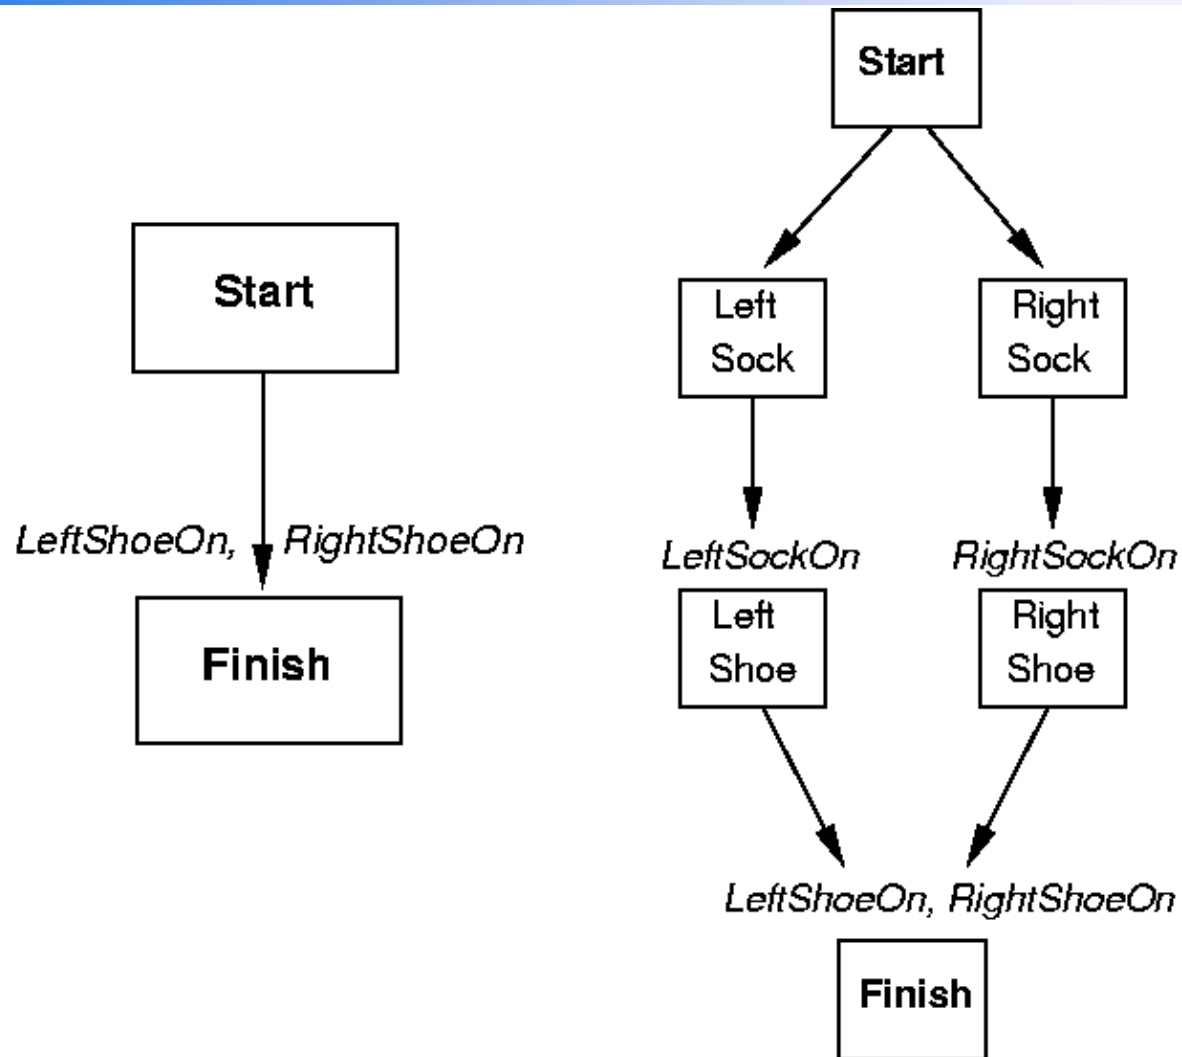 Start
LeftShoeOn, RightShoeOn
Finish
Start
Left
Sock
Right
Sock
LeftSockOn
RightSockOn
Left
Shoe
Right
Shoe
LeftShoeOn, RightShoeOn
Finish